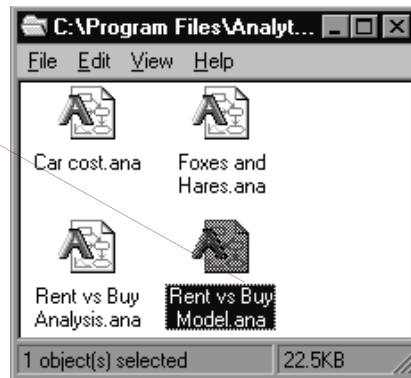 C:\Program Files\Analyt...
File Edit View Help
Car cost.ana
Foxes and
Hares.ana
Rent vs Buy
Analysis.ana
Rent vs Buy
Model.ana
1 object(s) selected
22.5KB